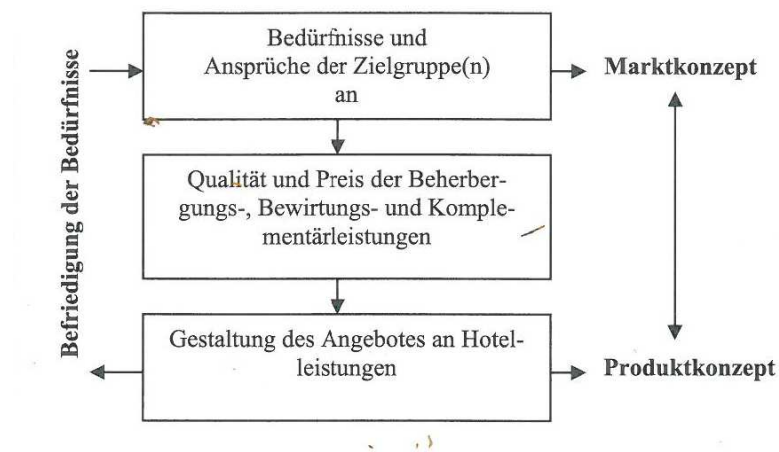 Befriedigung der Bedürfnisse
Bedürfnisse und
Ansprüche der Zielgruppe(n)
an
Marktkonzept
Qualität und Preis der Beherber-
gungs-, Bewirtungs- und Komple-
mentärleistungen
Gestaltung des Angebotes an Hotel-
leistungen
Produktkonzept